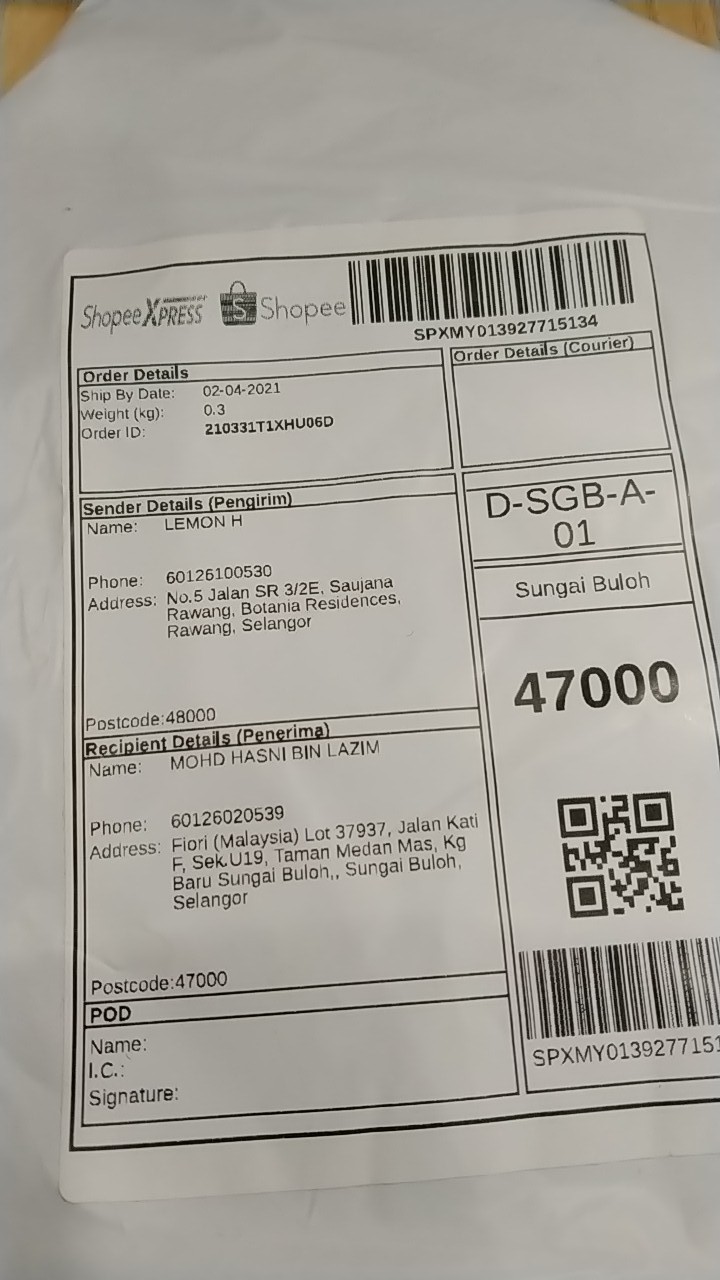 Shopee XPRESS
Shopee
SPXMY013927715134
Order Details
Ship By Date: 02-04-2021
Weight (kg): 0.3
Order ID: 210331T1XHU06D
Order Details (Courier)
Sender Details (Pengirim)
Name: LEMON H
Phone: 60126100530
Address: No.5 Jalan SR 3/2E, Saujana
Rawang, Botania Residences,
Rawang, Selangor
Postcode:48000
D-SGB-A-
01
Sungai Buloh
47000
Recipient Details (Penerima)
Name: MOHD HASNI BIN LAZIM
Phone: 60126020539
Address: Fiori (Malaysia) Lot 37937, Jalan Kati
F, Sek.U19, Taman Medan Mas, Kg
Baru Sungai Buloh,, Sungai Buloh,
Selangor
Postcode:47000
POD
Name:
I.C.:
Signature:
SPXMY0139277151